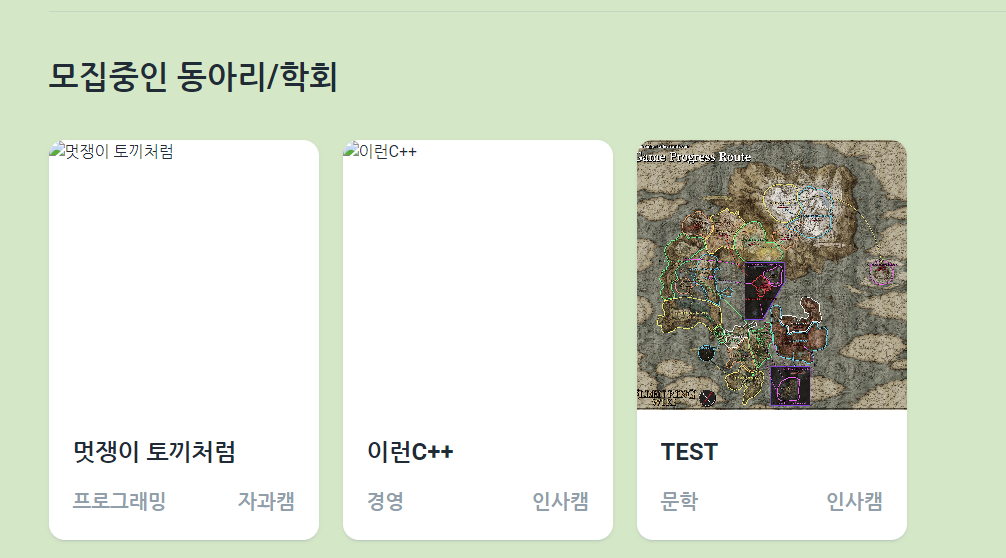 모집중인 동아리/학회
멋쟁이 토끼처럼
이런C++
Game Progress Route
멋쟁이 토끼처럼
이런C++
TEST
프로그래밍
자과캠
경영
인사캠
문학
인사캠